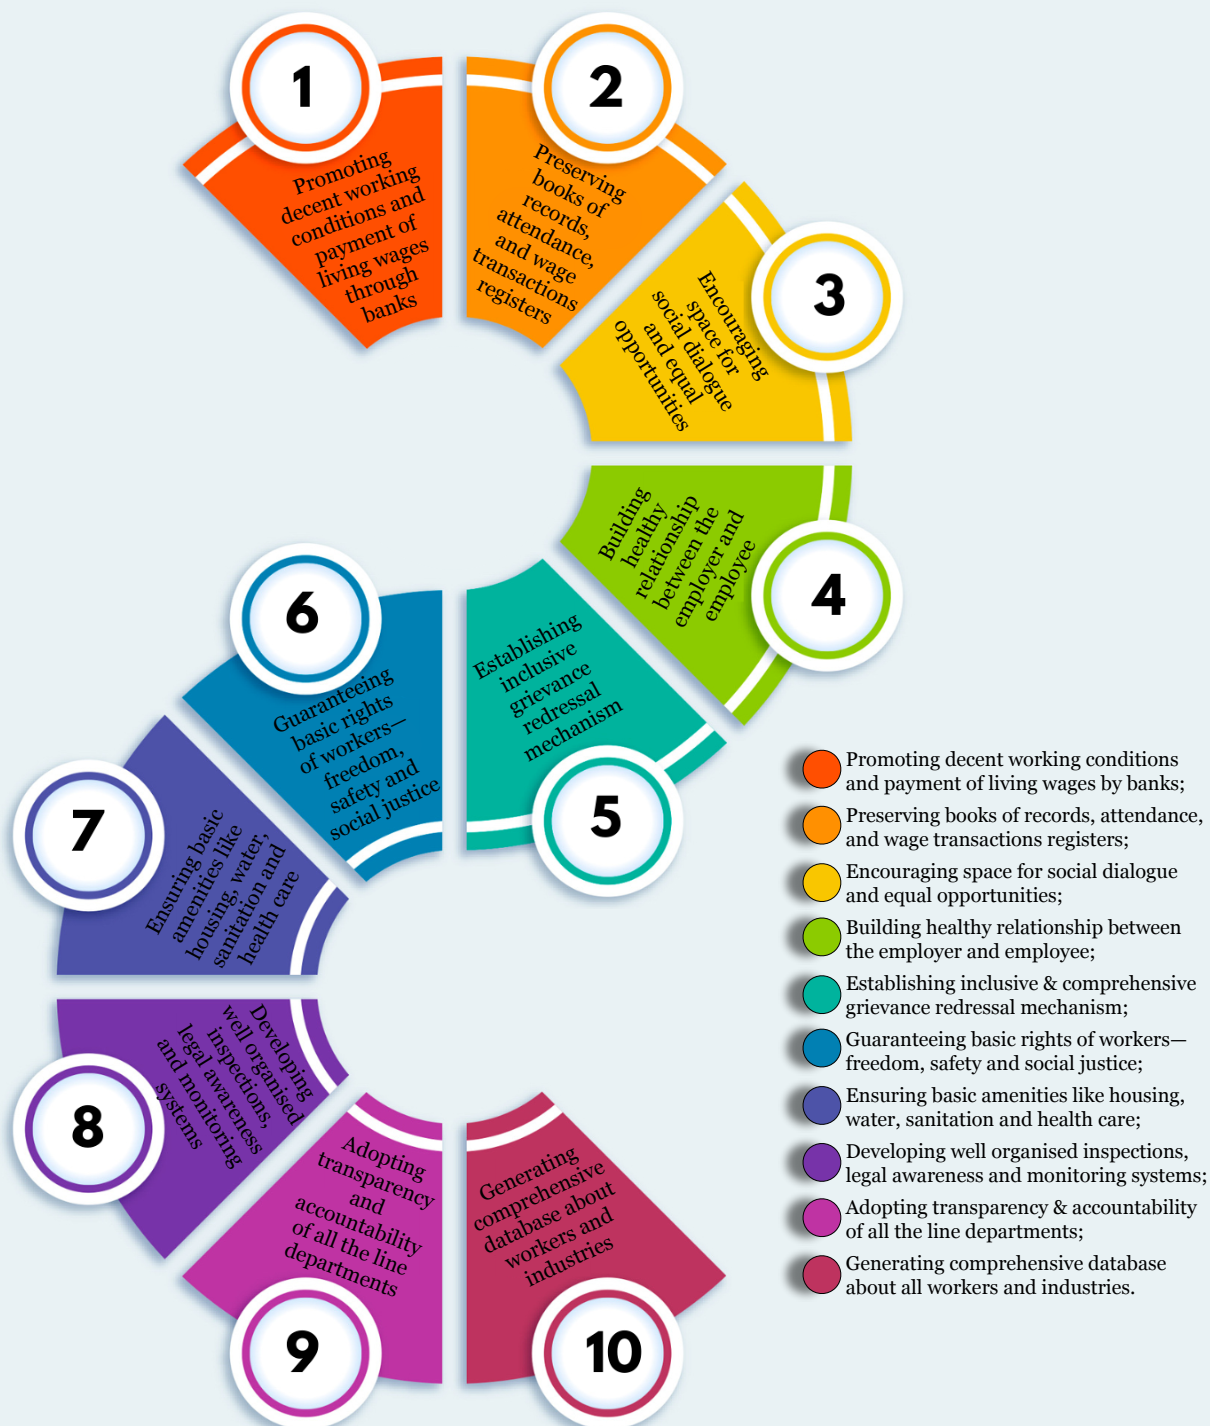 1
Promoting
decent working
conditions and
payment of
living wages
through
banks
2
Preserving
books of
records,
attendance,
and wage
transactions
registers
3
Encouraging
space for
social dialogue
and equal
opportunities
4
Building
healthy
relationship
between the
employer and
employee
5
Establishing
inclusive
grievance
redressal
mechanism
6
Guaranteeing
basic rights
of workers—
freedom,
safety and
social justice
7
Ensuring basic
amenities like
housing, water,
sanitation and
health care
8
Developing
well organised
inspections,
legal awareness
and monitoring
systems
9
Adopting
transparency
and
accountability
of all the line
departments
10
Generating
comprehensive
database about
workers and
industries
Promoting decent working conditions
and payment of living wages by banks;
Preserving books of records, attendance,
and wage transactions registers;
Encouraging space for social dialogue
and equal opportunities;
Building healthy relationship between
the employer and employee;
Establishing inclusive & comprehensive
grievance redressal mechanism;
Guaranteeing basic rights of workers—
freedom, safety and social justice;
Ensuring basic amenities like housing,
water, sanitation and health care;
Developing well organised inspections,
legal awareness and monitoring systems;
Adopting transparency & accountability
of all the line departments;
Generating comprehensive database
about all workers and industries.